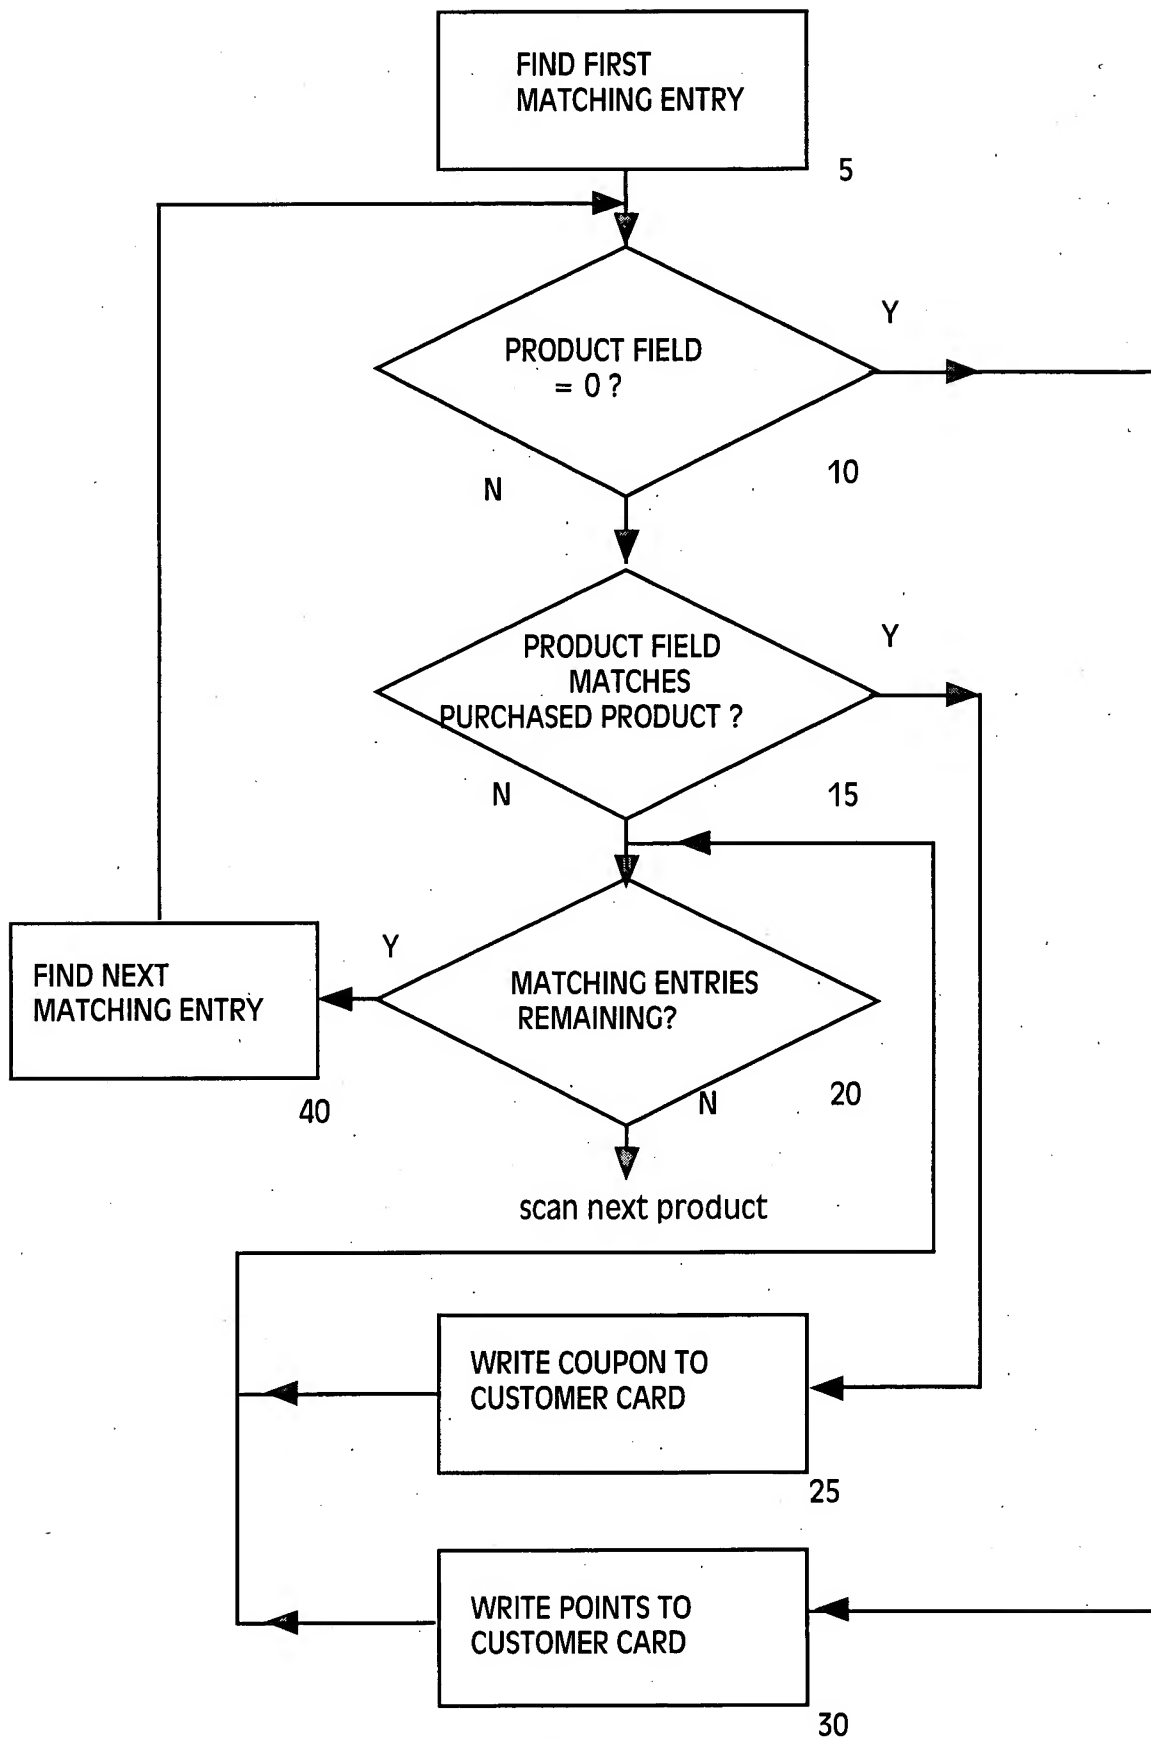 FIND FIRST
MATCHING ENTRY
5
Y
PRODUCT FIELD
= 0 ?
10
N
Y
PRODUCT FIELD
MATCHES
PURCHASED PRODUCT ?
N
15
Y
FIND NEXT
MATCHING ENTRY
MATCHING ENTRIES
REMAINING?
20
N
40
scan next product
WRITE COUPON TO
CUSTOMER CARD
25
WRITE POINTS TO
CUSTOMER CARD
30